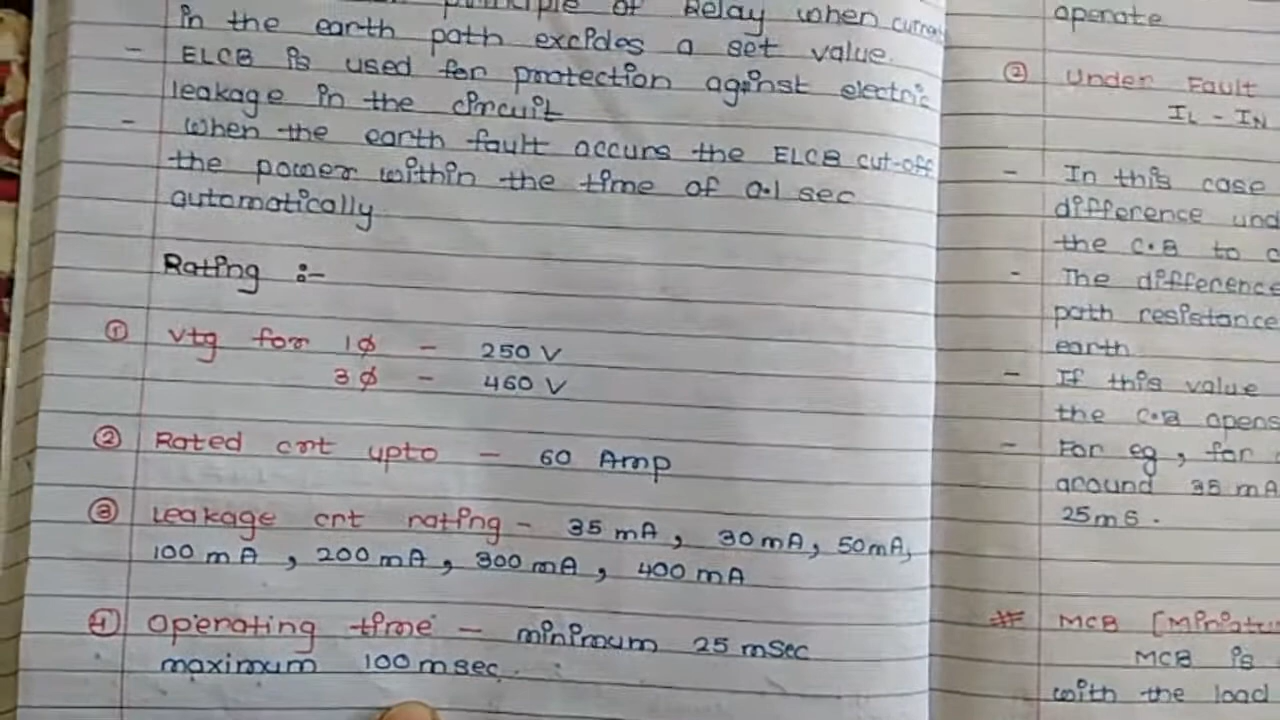 principle of Relay when current
in the earth path excides a set value.
- ELCB is used for protection against electric
leakage in the circuit
- When the earth fault occurs the ELCB cut-off
the power within the time of 0.1 sec
automatically
Rating :-
① Vtg for 1ϕ - 250 V
3ϕ - 460 V
② Rated crt upto - 60 Amp
③ Leakage crt rating - 35 mA, 30 mA, 50 mA,
100 mA, 200 mA, 300 mA, 400 mA
④ Operating time - minimum 25 msec
maximum 100 msec.
operate
② Under Fault
IL - IN
- In this case
difference und
the C.B to
- The difference
path resistance
earth
- If this value
the C.B opens
- For eg, for
around 35 mA
25ms.
# MCB [Miniatu
MCB is
with the load